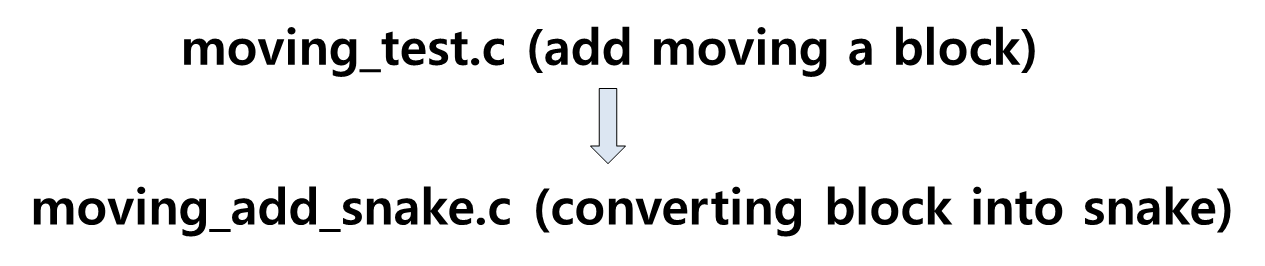 moving_test.c (add moving a block)
moving_add_snake.c (converting block into snake)